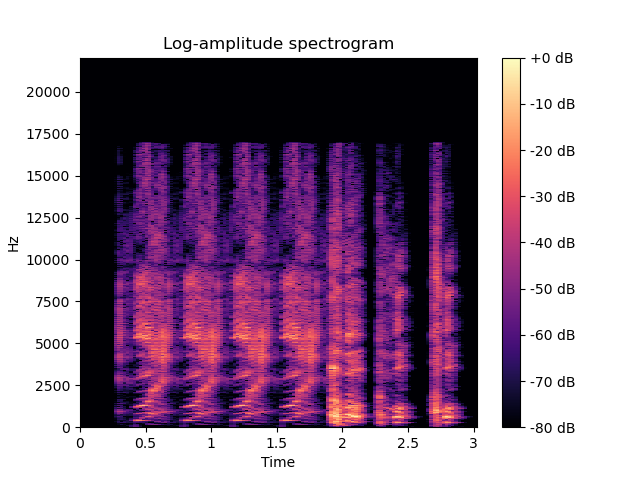 Log-amplitude spectrogram
+0 dB
20000
-10 dB
17500
-20 dB
15000
-30 dB
12500
Hz
-40 dB
10000
-50 dB
7500
-60 dB
5000
2500
-70 dB
0
-80 dB
0 0.5 1 1.5 2 2.5 3
Time